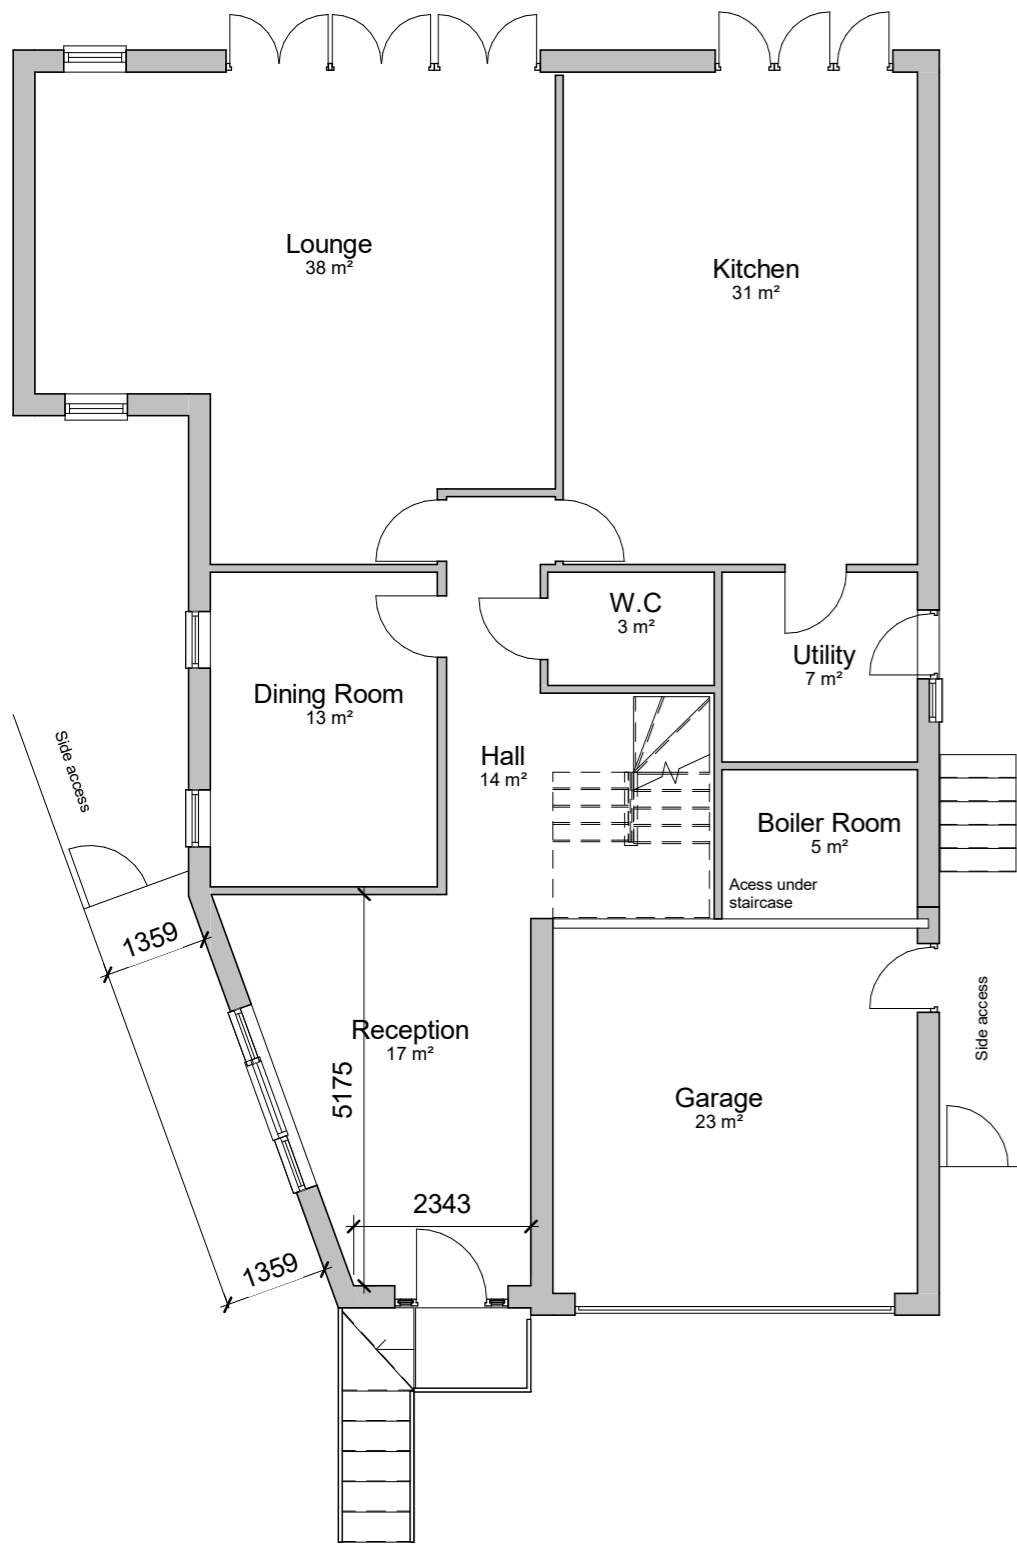 Lounge
38 m²
Kitchen
31 m²
W.C
3 m²
Utility
7 m²
Dining Room
13 m²
Side access
Hall
14 m²
Boiler Room
5 m²
Acess under
staircase
1359
Reception
17 m²
5175
Side access
Garage
23 m²
2343
1359